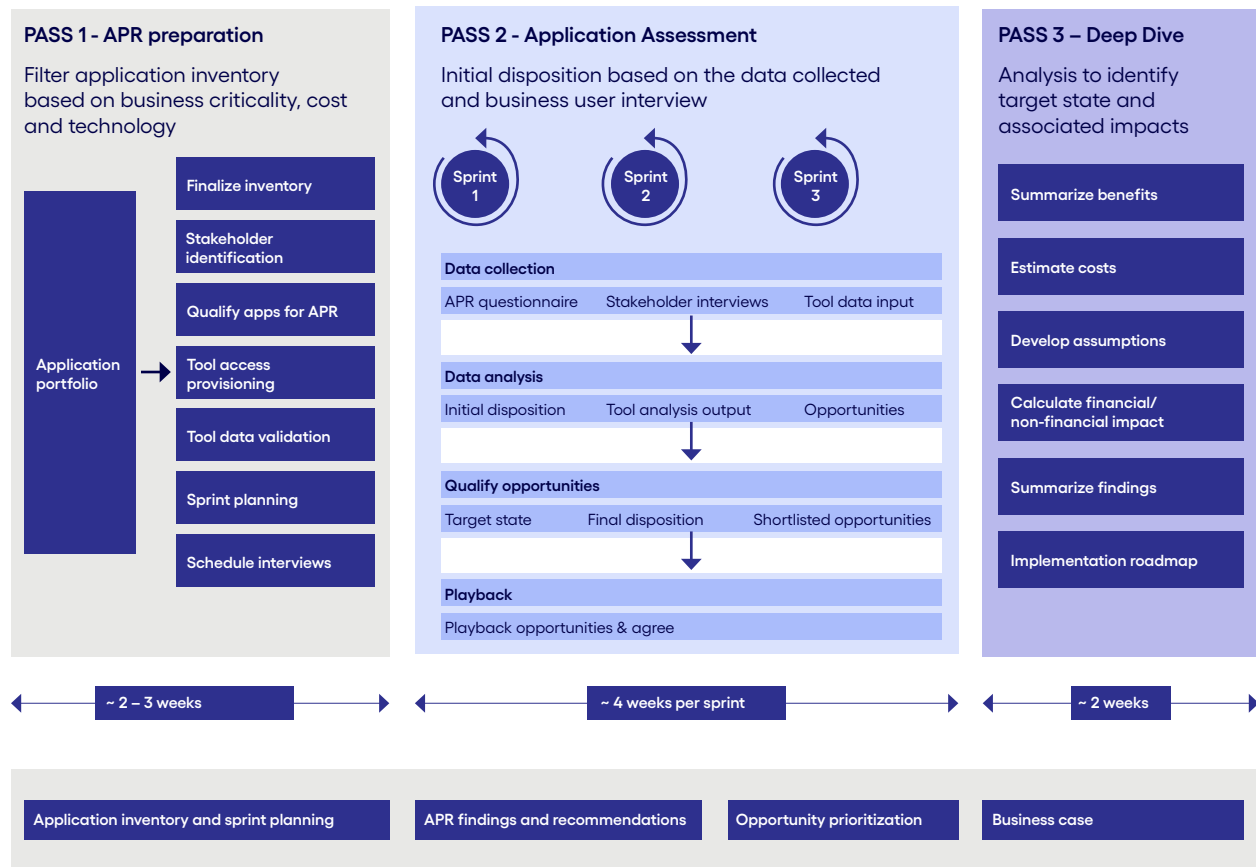 PASS 1 - APR preparation
Filter application inventory
based on business criticality, cost
and technology
Application
portfolio
Finalize inventory
Stakeholder
identification
Qualify apps for APR
Tool access
provisioning
Tool data validation
Sprint planning
Schedule interviews
~ 2 – 3 weeks
PASS 2 - Application Assessment
Initial disposition based on the data collected
and business user interview
Sprint
1
Sprint
2
Sprint
3
Data collection
APR questionnaire Stakeholder interviews Tool data input
Data analysis
Initial disposition Tool analysis output Opportunities
Qualify opportunities
Target state Final disposition Shortlisted opportunities
Playback
Playback opportunities & agree
~ 4 weeks per sprint
PASS 3 – Deep Dive
Analysis to identify
target state and
associated impacts
Summarize benefits
Estimate costs
Develop assumptions
Calculate financial/
non-financial impact
Summarize findings
Implementation roadmap
~ 2 weeks
Application inventory and sprint planning
APR findings and recommendations
Opportunity prioritization
Business case